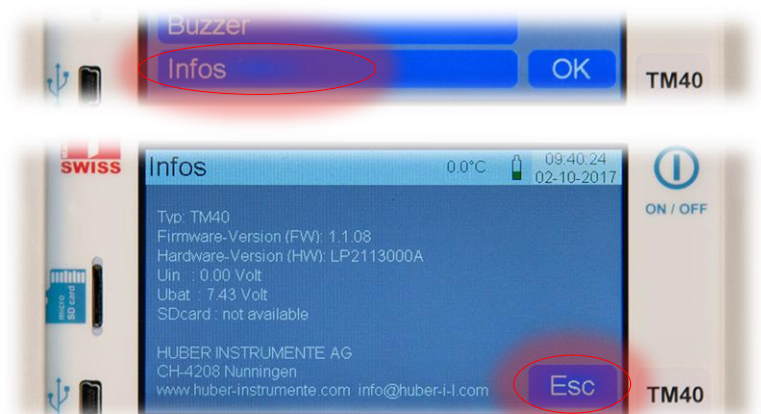 Buzzer
Infos
OK
TM40
SWISS
Infos
0.0°C
09:40:24
02-10-2017
ON / OFF
Typ: TM40
Firmware-Version (FW): 1.1.08
Hardware-Version (HW): LP2113000A
Uin : 0.00 Volt
Ubat : 7.43 Volt
SDcard : not available
micro
SD card
HUBER INSTRUMENTE AG
CH-4208 Nunningen
www.huber-instrumente.com info@huber-i-l.com
Esc
TM40